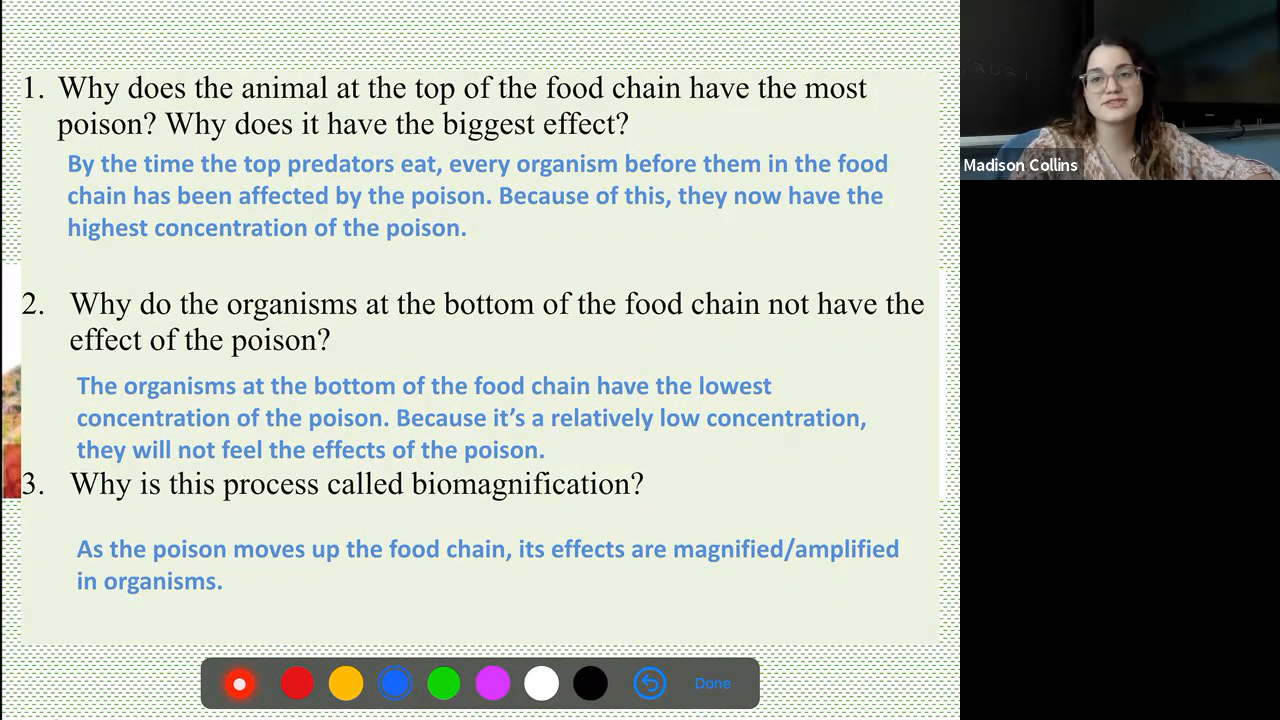 1. Why does the animal at the top of the food chain have the most
poison? Why does it have the biggest effect?
By the time the top predators eat, every organism before them in the food
chain has been affected by the poison. Because of this, they now have the
highest concentration of the poison.
2. Why do the organisms at the bottom of the food chain not have the
effect of the poison?
The organisms at the bottom of the food chain have the lowest
concentration of the poison. Because it’s a relatively low concentration,
they will not feel the effects of the poison.
3. Why is this process called biomagnification?
As the poison moves up the food chain, its effects are magnified/amplified
in organisms.
Done
Madison Collins